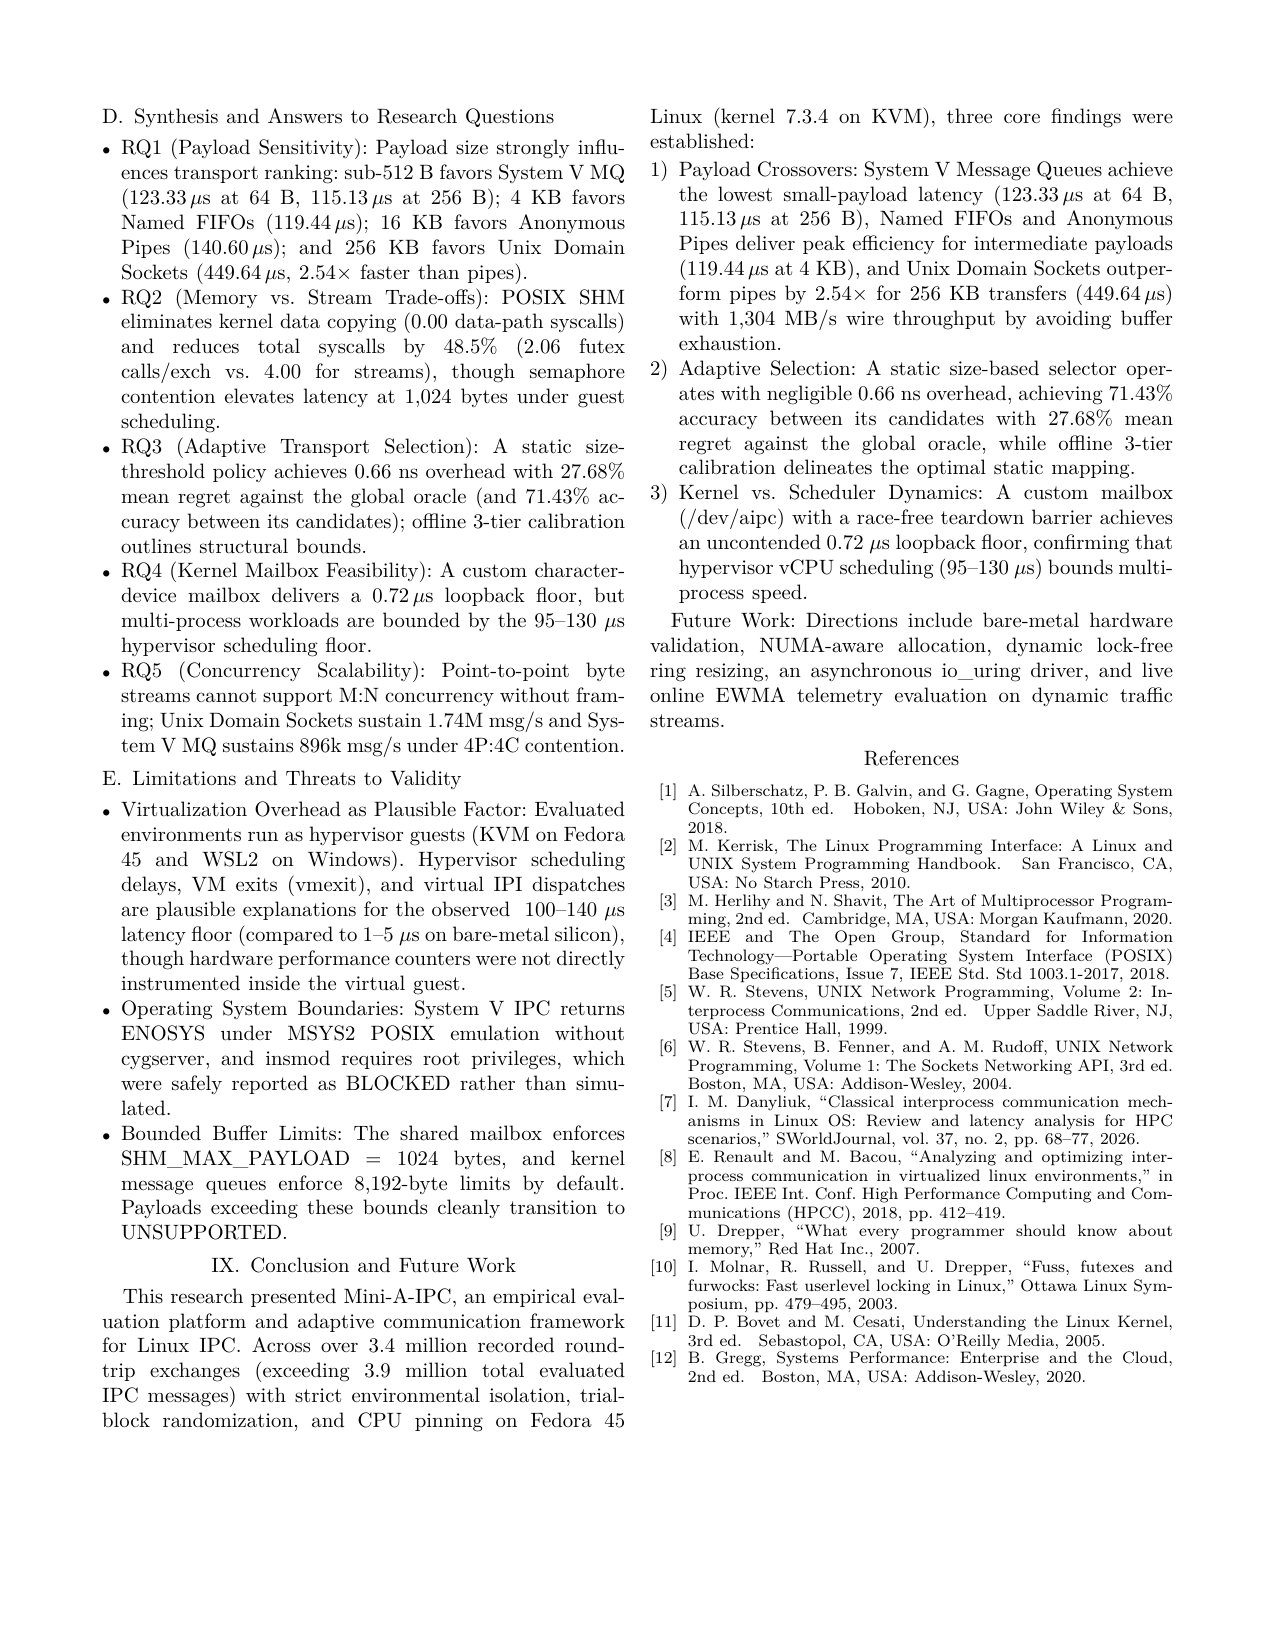 D. Synthesis and Answers to Research Questions
• RQ1 (Payload Sensitivity): Payload size strongly influ-
ences transport ranking: sub-512 B favors System V MQ
(123.33 µs at 64 B, 115.13 µs at 256 B); 4 KB favors
Named FIFOs (119.44 µs); 16 KB favors Anonymous
Pipes (140.60 µs); and 256 KB favors Unix Domain
Sockets (449.64 µs, 2.54× faster than pipes).
• RQ2 (Memory vs. Stream Trade-offs): POSIX SHM
eliminates kernel data copying (0.00 data-path syscalls)
and reduces total syscalls by 48.5% (2.06 futex
calls/exch vs. 4.00 for streams), though semaphore
contention elevates latency at 1,024 bytes under guest
scheduling.
• RQ3 (Adaptive Transport Selection): A static size-
threshold policy achieves 0.66 ns overhead with 27.68%
mean regret against the global oracle (and 71.43% ac-
curacy between its candidates); offline 3-tier calibration
outlines structural bounds.
• RQ4 (Kernel Mailbox Feasibility): A custom character-
device mailbox delivers a 0.72 µs loopback floor, but
multi-process workloads are bounded by the 95–130 µs
hypervisor scheduling floor.
• RQ5 (Concurrency Scalability): Point-to-point byte
streams cannot support M:N concurrency without fram-
ing; Unix Domain Sockets sustain 1.74M msg/s and Sys-
tem V MQ sustains 896k msg/s under 4P:4C contention.
E. Limitations and Threats to Validity
• Virtualization Overhead as Plausible Factor: Evaluated
environments run as hypervisor guests (KVM on Fedora
45 and WSL2 on Windows). Hypervisor scheduling
delays, VM exits (vmexit), and virtual IPI dispatches
are plausible explanations for the observed 100–140 µs
latency floor (compared to 1–5 µs on bare-metal silicon),
though hardware performance counters were not directly
instrumented inside the virtual guest.
• Operating System Boundaries: System V IPC returns
ENOSYS under MSYS2 POSIX emulation without
cygserver, and insmod requires root privileges, which
were safely reported as BLOCKED rather than simu-
lated.
• Bounded Buffer Limits: The shared mailbox enforces
SHM_MAX_PAYLOAD = 1024 bytes, and kernel
message queues enforce 8,192-byte limits by default.
Payloads exceeding these bounds cleanly transition to
UNSUPPORTED.
IX. Conclusion and Future Work
This research presented Mini-A-IPC, an empirical eval-
uation platform and adaptive communication framework
for Linux IPC. Across over 3.4 million recorded round-
trip exchanges (exceeding 3.9 million total evaluated
IPC messages) with strict environmental isolation, trial-
block randomization, and CPU pinning on Fedora 45
Linux (kernel 7.3.4 on KVM), three core findings were
established:
1) Payload Crossovers: System V Message Queues achieve
the lowest small-payload latency (123.33 µs at 64 B,
115.13 µs at 256 B), Named FIFOs and Anonymous
Pipes deliver peak efficiency for intermediate payloads
(119.44 µs at 4 KB), and Unix Domain Sockets outper-
form pipes by 2.54× for 256 KB transfers (449.64 µs)
with 1,304 MB/s wire throughput by avoiding buffer
exhaustion.
2) Adaptive Selection: A static size-based selector oper-
ates with negligible 0.66 ns overhead, achieving 71.43%
accuracy between its candidates with 27.68% mean
regret against the global oracle, while offline 3-tier
calibration delineates the optimal static mapping.
3) Kernel vs. Scheduler Dynamics: A custom mailbox
(/dev/aipc) with a race-free teardown barrier achieves
an uncontended 0.72 µs loopback floor, confirming that
hypervisor vCPU scheduling (95–130 µs) bounds multi-
process speed.
Future Work: Directions include bare-metal hardware
validation, NUMA-aware allocation, dynamic lock-free
ring resizing, an asynchronous io_uring driver, and live
online EWMA telemetry evaluation on dynamic traffic
streams.
References
[1] A. Silberschatz, P. B. Galvin, and G. Gagne, Operating System
Concepts, 10th ed. Hoboken, NJ, USA: John Wiley & Sons,
2018.
[2] M. Kerrisk, The Linux Programming Interface: A Linux and
UNIX System Programming Handbook. San Francisco, CA,
USA: No Starch Press, 2010.
[3] M. Herlihy and N. Shavit, The Art of Multiprocessor Program-
ming, 2nd ed. Cambridge, MA, USA: Morgan Kaufmann, 2020.
[4] IEEE and The Open Group, Standard for Information
Technology—Portable Operating System Interface (POSIX)
Base Specifications, Issue 7, IEEE Std. Std 1003.1-2017, 2018.
[5] W. R. Stevens, UNIX Network Programming, Volume 2: In-
terprocess Communications, 2nd ed. Upper Saddle River, NJ,
USA: Prentice Hall, 1999.
[6] W. R. Stevens, B. Fenner, and A. M. Rudoff, UNIX Network
Programming, Volume 1: The Sockets Networking API, 3rd ed.
Boston, MA, USA: Addison-Wesley, 2004.
[7] I. M. Danyliuk, “Classical interprocess communication mech-
anisms in Linux OS: Review and latency analysis for HPC
scenarios,” SWorldJournal, vol. 37, no. 2, pp. 68–77, 2026.
[8] E. Renault and M. Bacou, “Analyzing and optimizing inter-
process communication in virtualized linux environments,” in
Proc. IEEE Int. Conf. High Performance Computing and Com-
munications (HPCC), 2018, pp. 412–419.
[9] U. Drepper, “What every programmer should know about
memory,” Red Hat Inc., 2007.
[10] I. Molnar, R. Russell, and U. Drepper, “Fuss, futexes and
furwocks: Fast userlevel locking in Linux,” Ottawa Linux Sym-
posium, pp. 479–495, 2003.
[11] D. P. Bovet and M. Cesati, Understanding the Linux Kernel,
3rd ed. Sebastopol, CA, USA: O’Reilly Media, 2005.
[12] B. Gregg, Systems Performance: Enterprise and the Cloud,
2nd ed. Boston, MA, USA: Addison-Wesley, 2020.